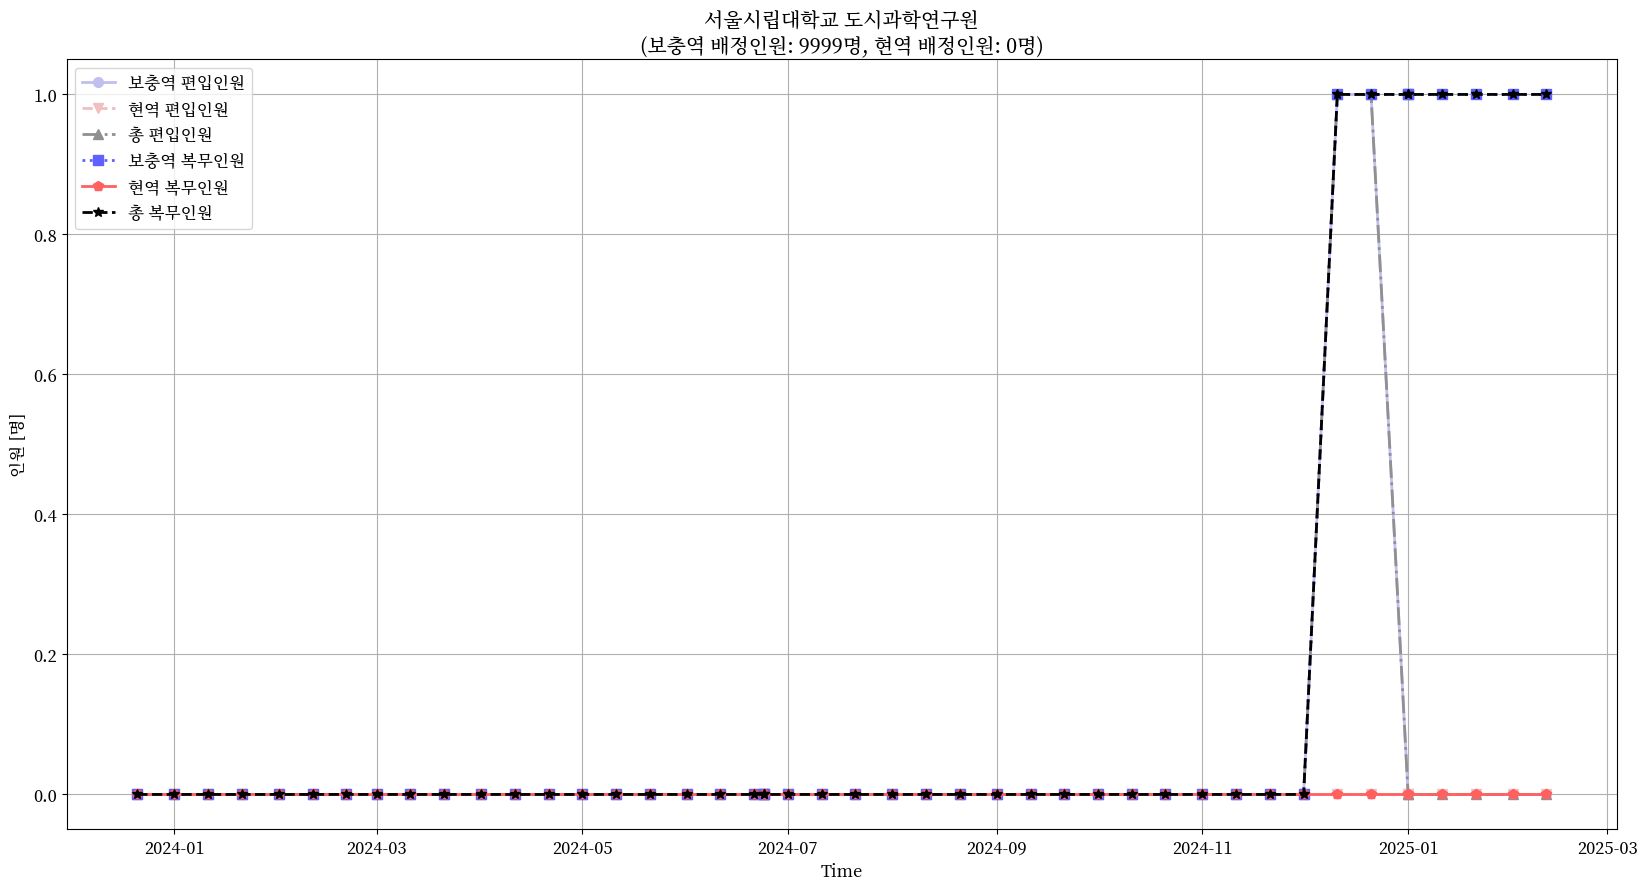 서울시립대학교 도시과학연구원
(보충역 배정인원: 9999명, 현역 배정인원: 0명)
보충역 편입인원
현역 편입인원
총 편입인원
보충역 복무인원
현역 복무인원
총 복무인원
1.0
0.8
0.6
0.4
0.2
0.0
인원 [명]
2024-01
2024-03
2024-05
2024-07
2024-09
2024-11
2025-01
2025-03
Time